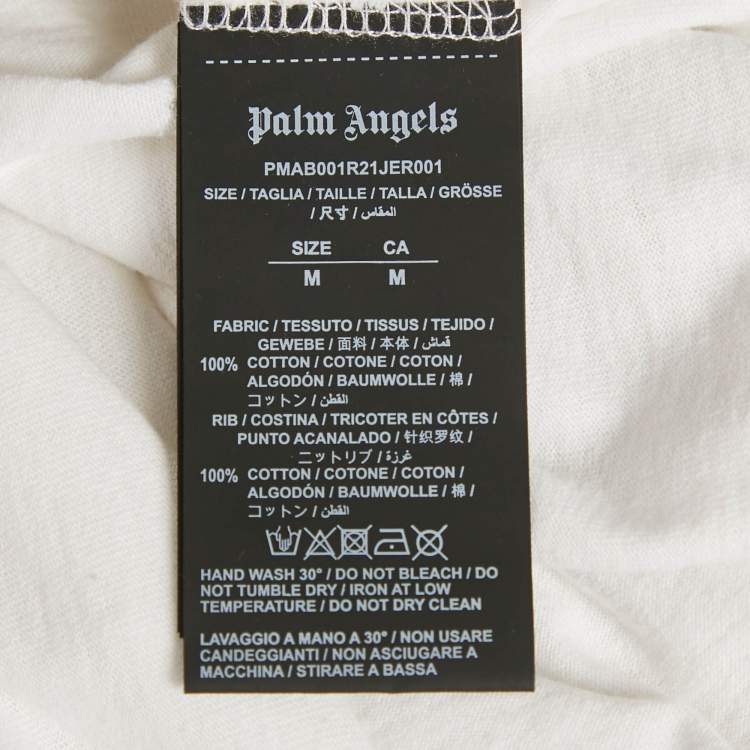 Palm Angels
PMAB001R21JER001
SIZE / TAGLIA / TAILLE / TALLA / GRÖSSE
/ 尺寸 / المقاس
SIZE CA
M M
FABRIC / TESSUTO / TISSUS / TEJIDO /
GEWEBE / 面料 / 本体 / قماش
100% COTTON / COTONE / COTON /
ALGODÓN / BAUMWOLLE / 棉 /
コットン / القطن
RIB / COSTINA / TRICOTER EN CÔTES /
PUNTO ACANALADO / 针织罗纹 /
ニットリブ / غرزة
100% COTTON / COTONE / COTON /
ALGODÓN / BAUMWOLLE / 棉 /
コットン / القطن
HAND WASH 30° / DO NOT BLEACH / DO
NOT TUMBLE DRY / IRON AT LOW
TEMPERATURE / DO NOT DRY CLEAN
LAVAGGIO A MANO A 30° / NON USARE
CANDEGGIANTI / NON ASCIUGARE A
MACCHINA / STIRARE A BASSA